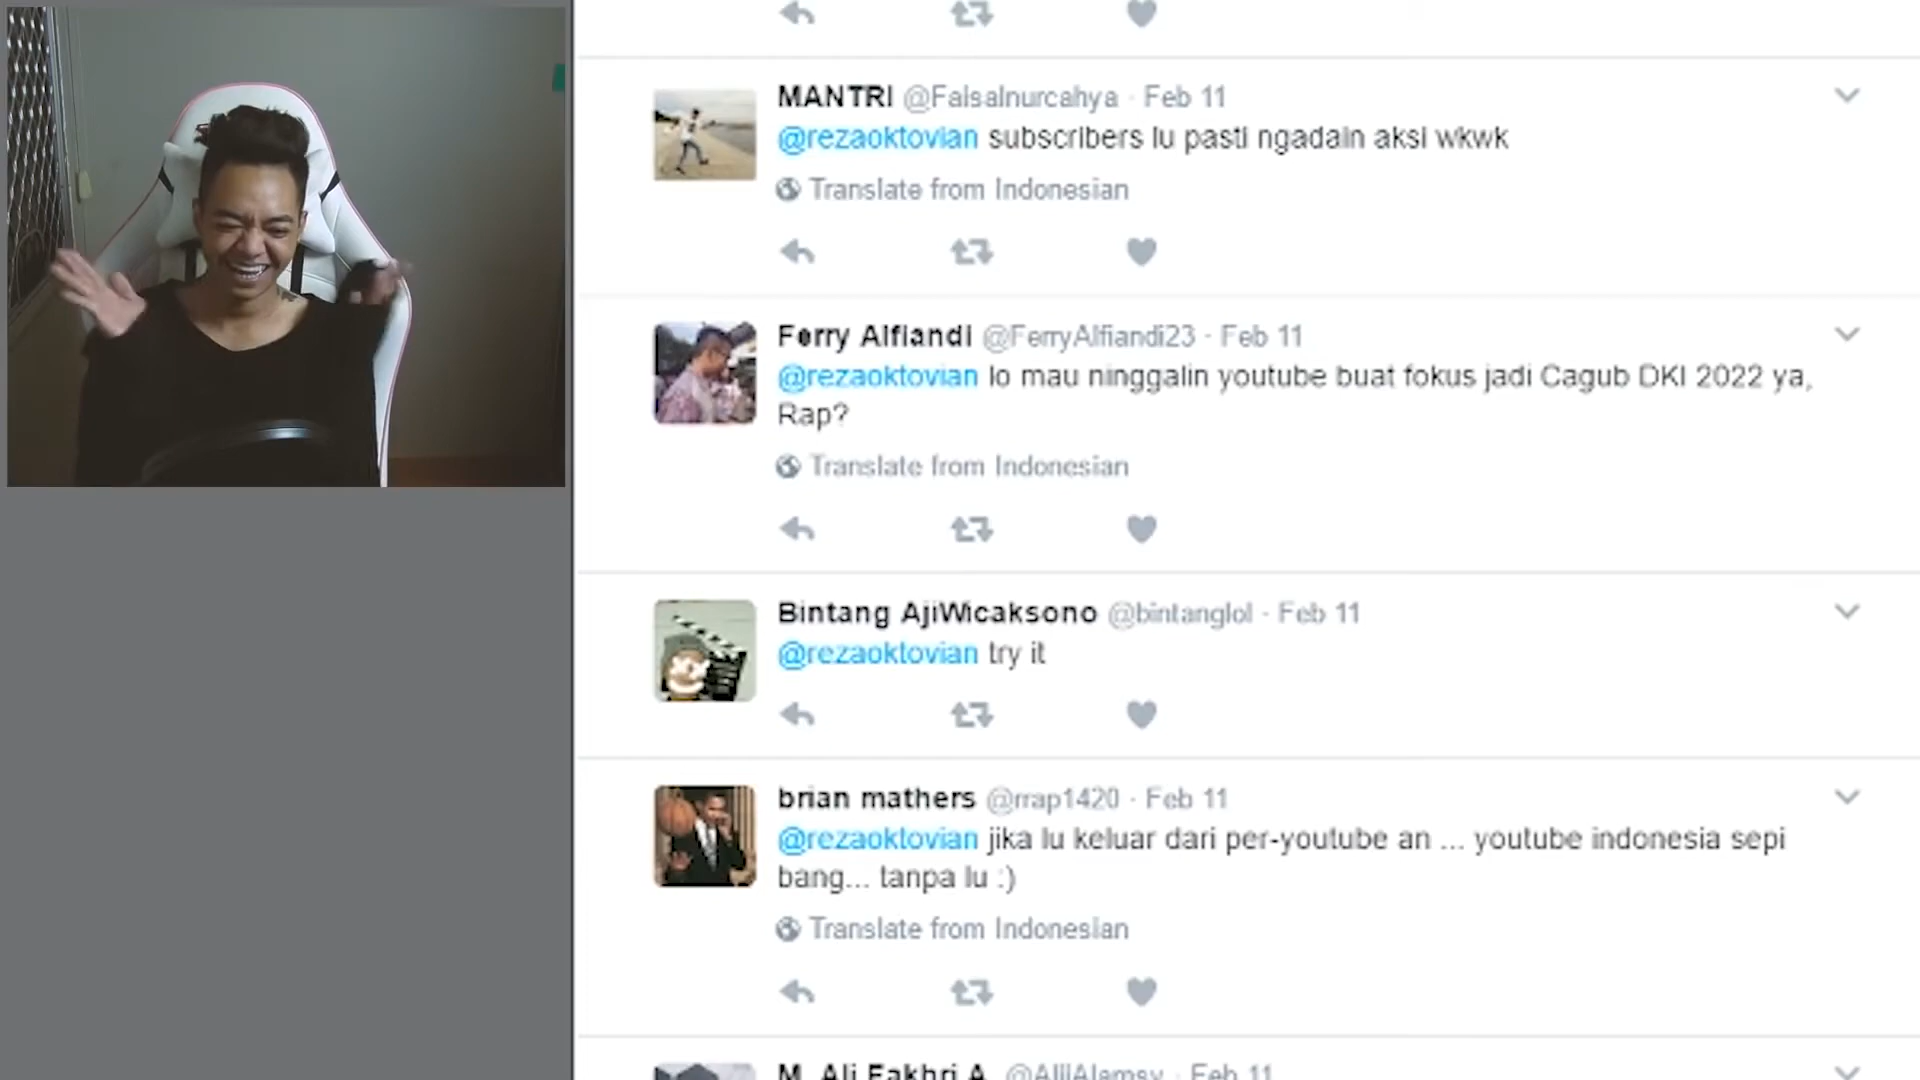 MANTRI @Faisalnurcahya · Feb 11
@rezaoktovian subscribers lu pasti ngadain aksi wkwk
Translate from Indonesian
Ferry Alfiandi @FerryAlfiandi23 · Feb 11
@rezaoktovian lo mau ninggalin youtube buat fokus jadi Cagub DKI 2022 ya,
Rap?
Translate from Indonesian
Bintang AjiWicaksono @bintanglol · Feb 11
@rezaoktovian try it
brian mathers @rrap1420 · Feb 11
@rezaoktovian jika lu keluar dari per-youtube an ... youtube indonesia sepi
bang... tanpa lu :)
Translate from Indonesian
M. Ali Fakhri A. · Feb 11